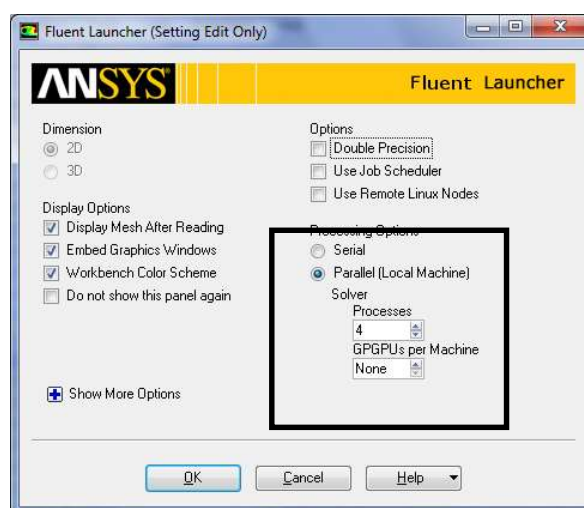 Fluent Launcher (Setting Edit Only)
ANSYS
Fluent Launcher
Dimension
2D
3D
Display Options
Display Mesh After Reading
Embed Graphics Windows
Workbench Color Scheme
Do not show this panel again
Show More Options
Options
Double Precision
Use Job Scheduler
Use Remote Linux Nodes
Processing Options
Serial
Parallel (Local Machine)
Solver
Processes
4
GPGPUs per Machine
None
OK
Cancel
Help